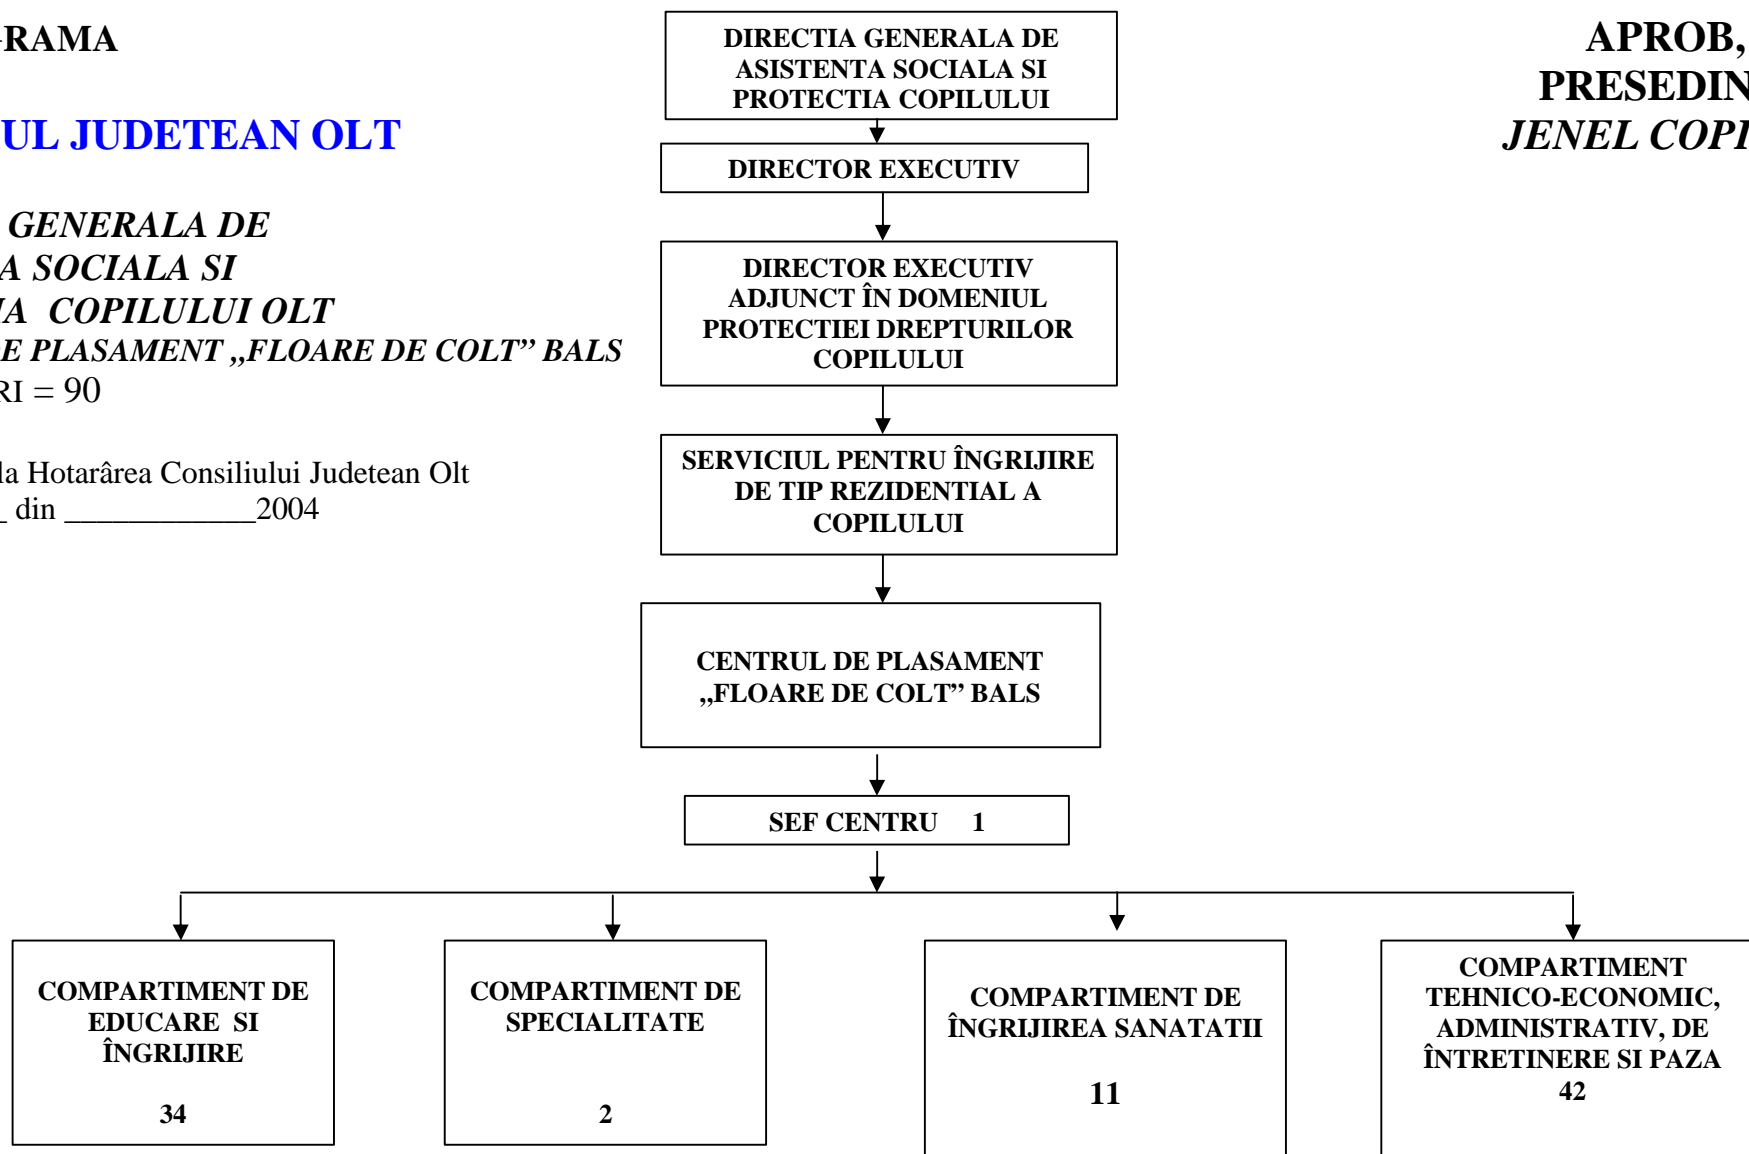 GRAMA
UL JUDETEAN OLT
GENERALA DE
A SOCIALA SI
IA COPILULUI OLT
DE PLASAMENT „FLOARE DE COLT” BALS
RI = 90
la Hotarârea Consiliului Judetean Olt
_ din ____________2004
APROB,
PRESEDIN
JENEL COPI
DIRECTIA GENERALA DE
ASISTENTA SOCIALA SI
PROTECTIA COPILULUI
DIRECTOR EXECUTIV
DIRECTOR EXECUTIV
ADJUNCT ÎN DOMENIUL
PROTECTIEI DREPTURILOR
COPILULUI
SERVICIUL PENTRU ÎNGRIJIRE
DE TIP REZIDENTIAL A
COPILULUI
CENTRUL DE PLASAMENT
„FLOARE DE COLT” BALS
SEF CENTRU 1
COMPARTIMENT DE
EDUCARE SI
ÎNGRIJIRE
34
COMPARTIMENT DE
SPECIALITATE
2
COMPARTIMENT DE
ÎNGRIJIREA SANATATII
11
COMPARTIMENT
TEHNICO-ECONOMIC,
ADMINISTRATIV, DE
ÎNTRETINERE SI PAZA
42